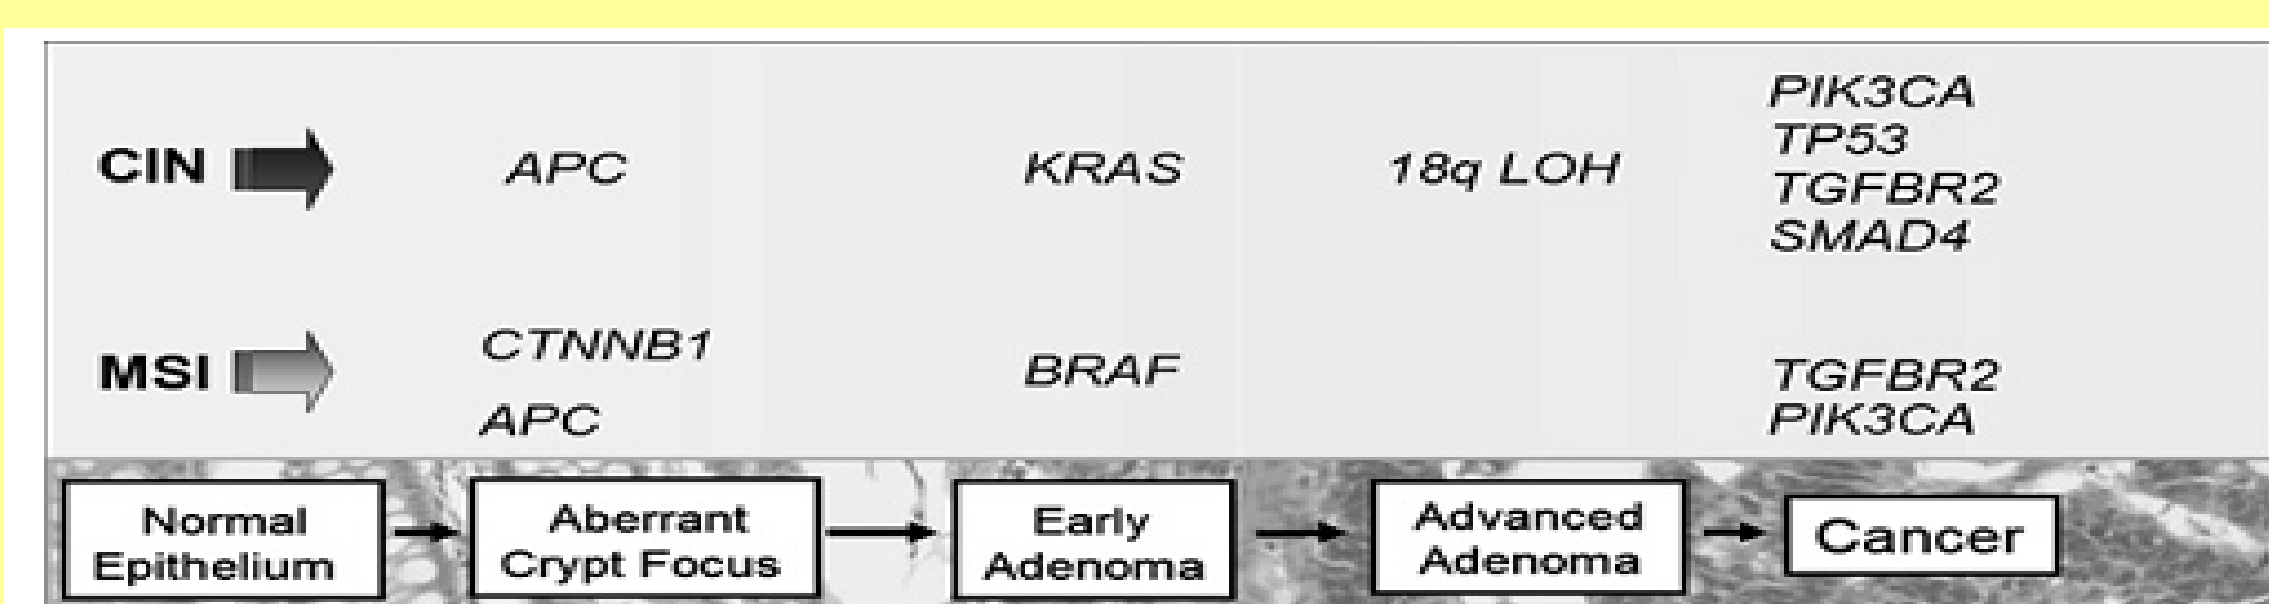 CIN
APC
KRAS
18q LOH
PIK3CA
TP53
TGFBR2
SMAD4
MSI
CTNNB1
APC
BRAF
TGFBR2
PIK3CA
Normal
Epithelium
Aberrant
Crypt Focus
Early
Adenoma
Advanced
Adenoma
Cancer